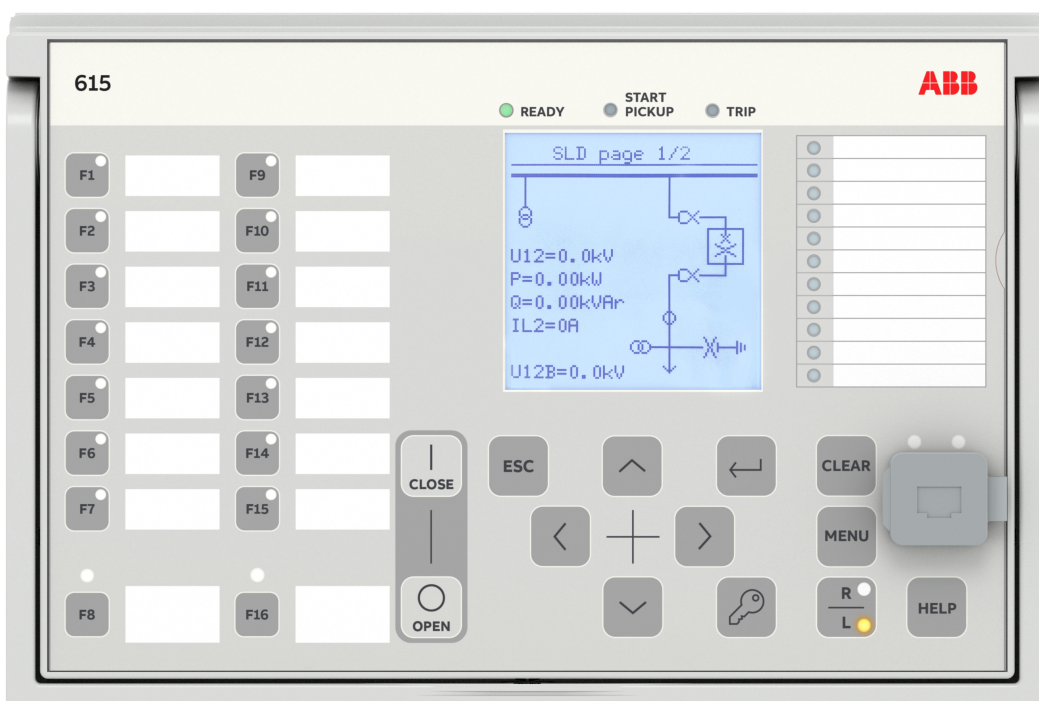 615
ABB
READY
START
PICKUP
TRIP
SLD page 1/2
U12=0.0kV
P=0.00kW
Q=0.00kVAr
IL2=0A
U12B=0.0kV
F1
F9
F2
F10
F3
F11
F4
F12
F5
F13
F6
F14
F7
F15
F8
F16
CLOSE
OPEN
ESC
CLEAR
MENU
R
L
HELP